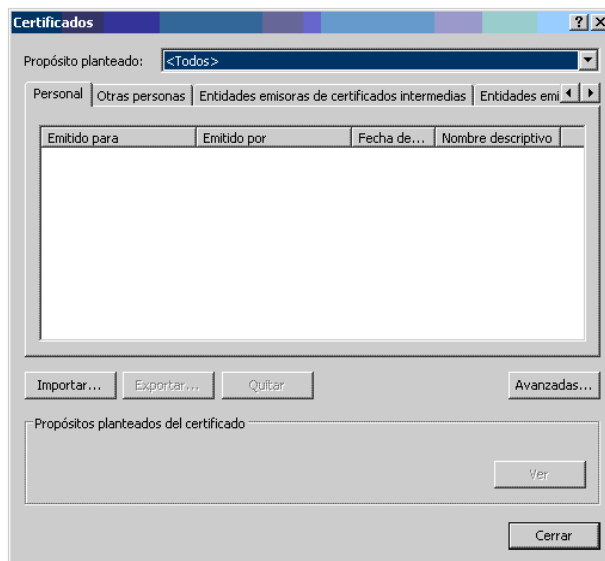 Certificados
Propósito planteado: <Todos>
Personal Otras personas Entidades emisoras de certificados intermedias Entidades emi
Emitido para Emitido por Fecha de... Nombre descriptivo
Importar... Exportar... Quitar Avanzadas...
Propósitos planteados del certificado
Ver
Cerrar